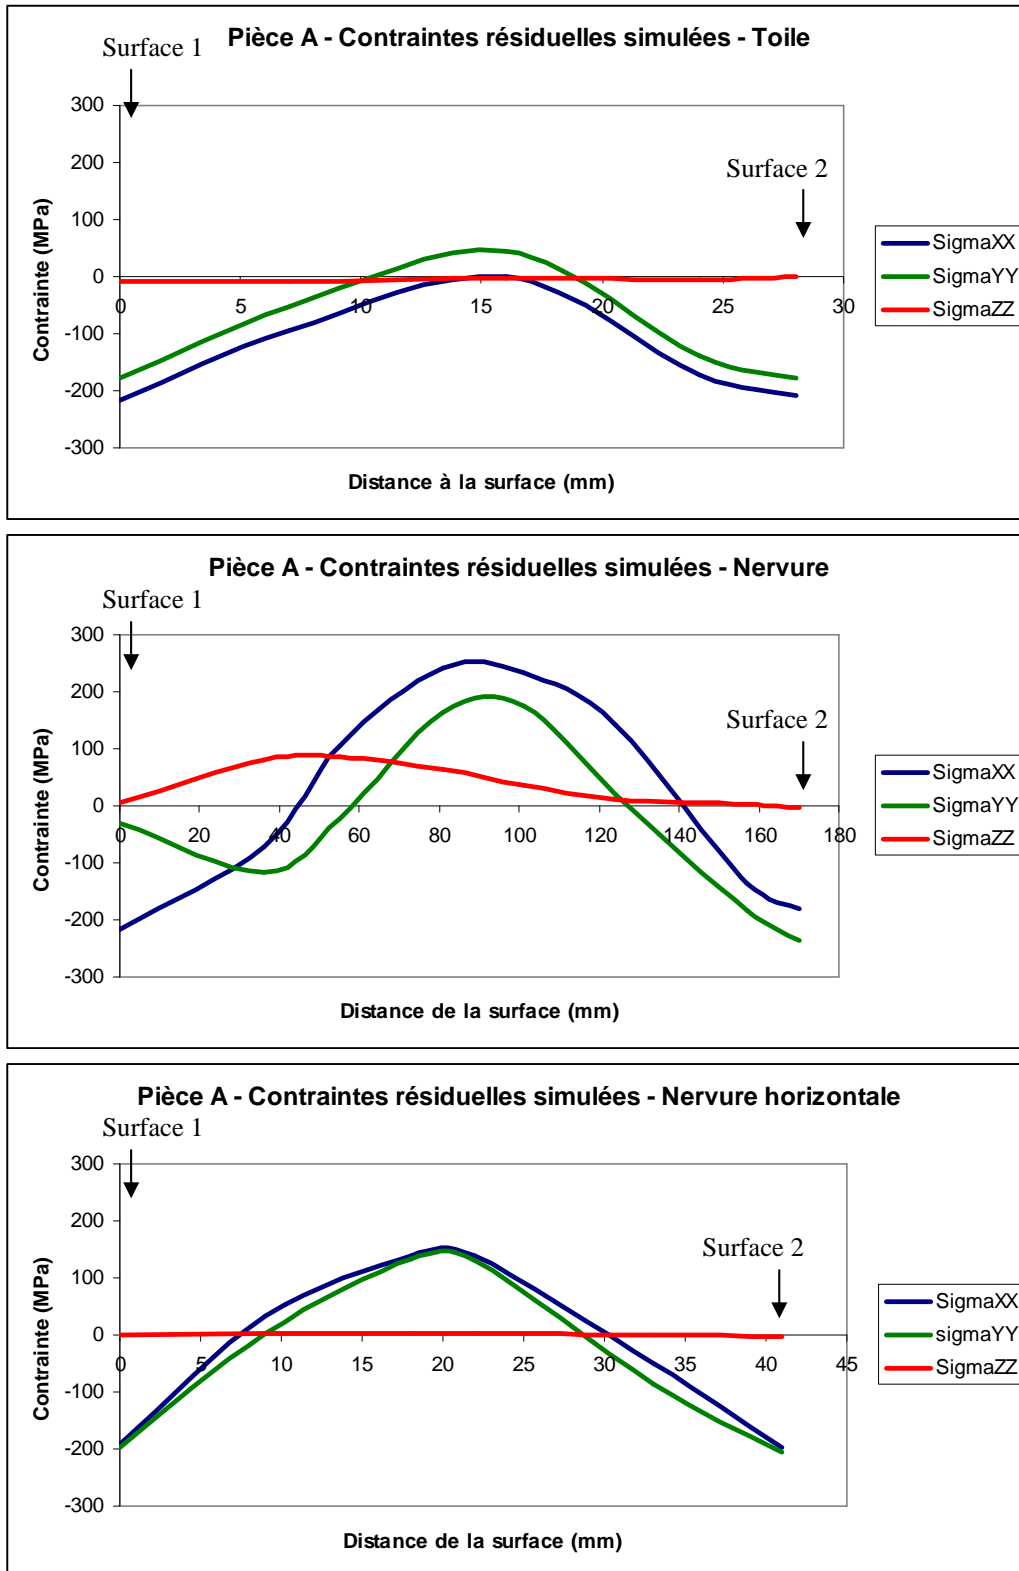 Pièce A - Contraintes résiduelles simulées - Toile
Surface 1
300
200
100
0
-100
-200
-300
Contrainte (MPa)
Surface 2
0
5
10
15
20
25
30
Distance à la surface (mm)
SigmaXX
SigmaYY
SigmaZZ
Pièce A - Contraintes résiduelles simulées - Nervure
Surface 1
300
200
100
0
-100
-200
-300
Contrainte (MPa)
Surface 2
0
20
40
60
80
100
120
140
160
180
Distance de la surface (mm)
SigmaXX
SigmaYY
SigmaZZ
Pièce A - Contraintes résiduelles simulées - Nervure horizontale
Surface 1
300
200
100
0
-100
-200
-300
Contrainte (MPa)
Surface 2
0
5
10
15
20
25
30
35
40
45
Distance de la surface (mm)
SigmaXX
sigmaYY
SigmaZZ